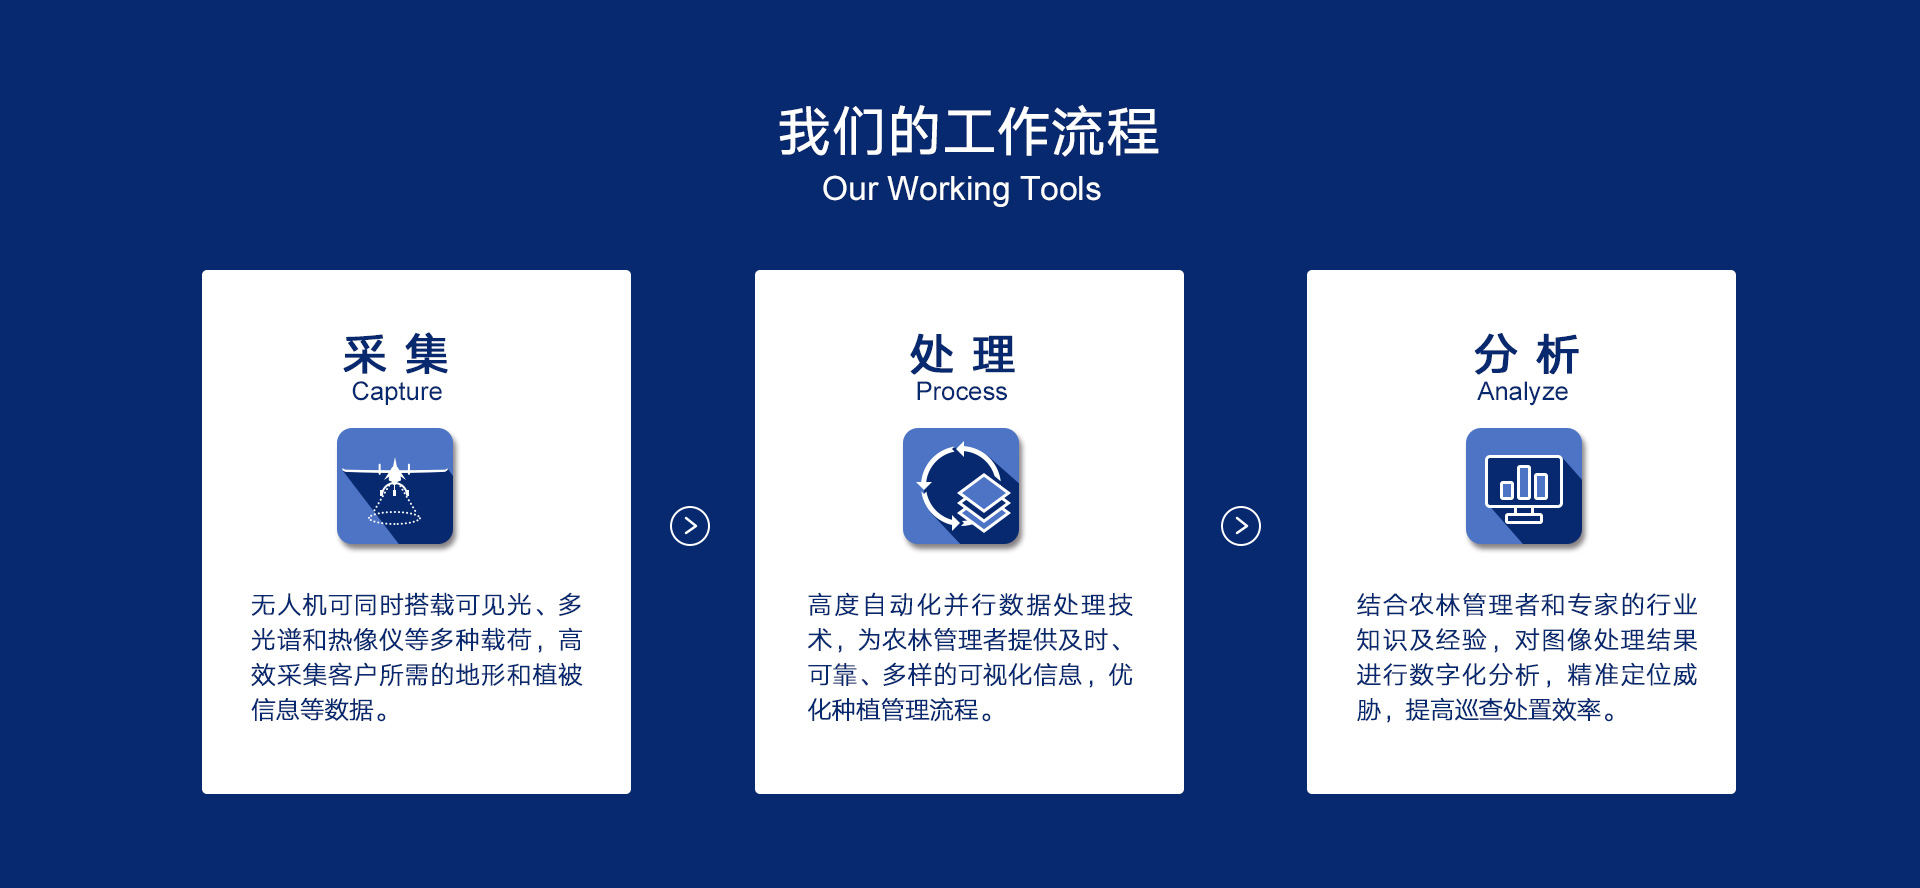 我们的工作流程
Our Working Tools
采集
Capture
无人机可同时搭载可见光、多
光谱和热像仪等多种载荷，高
效采集客户所需的地形和植被
信息等数据。
处理
Process
高度自动化并行数据处理技
术，为农林管理者提供及时、
可靠、多样的可视化信息，优
化种植管理流程。
分析
Analyze
结合农林管理者和专家的行业
知识及经验，对图像处理结果
进行数字化分析，精准定位威
胁，提高巡查处置效率。